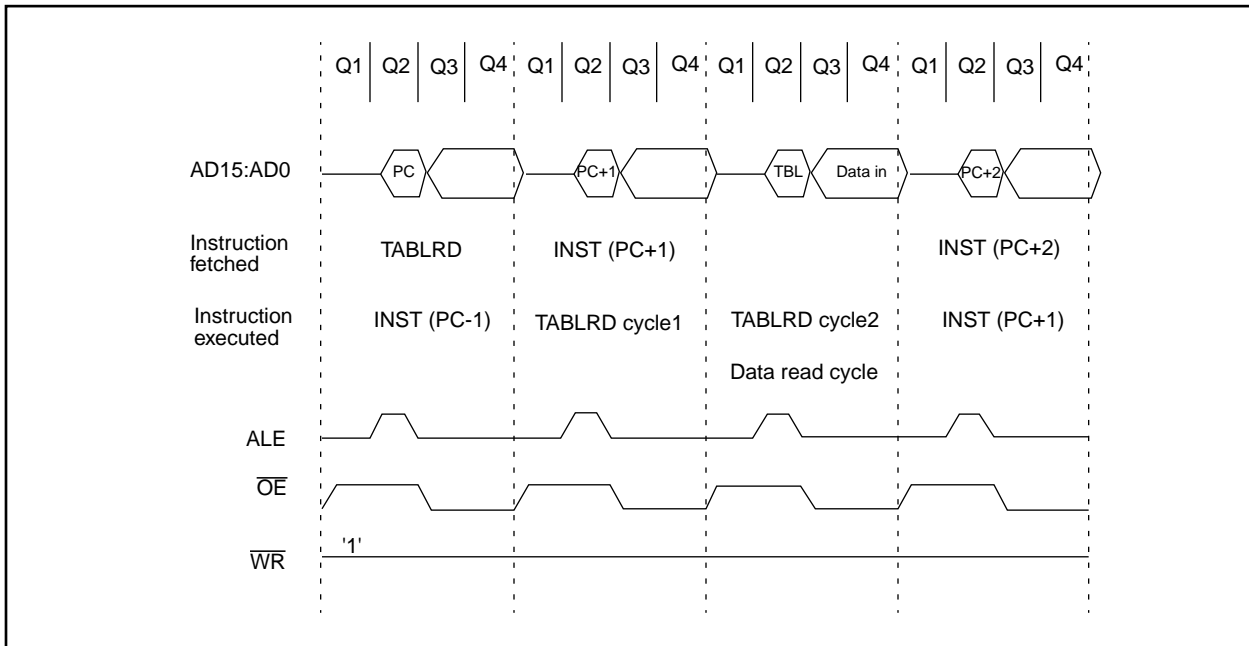 Q1 Q2 Q3 Q4 Q1 Q2 Q3 Q4 Q1 Q2 Q3 Q4 Q1 Q2 Q3 Q4
AD15:AD0 PC PC+1 TBL Data in PC+2
Instruction
fetched
TABLRD INST (PC+1) INST (PC+2)
Instruction
executed
INST (PC-1) TABLRD cycle1 TABLRD cycle2 INST (PC+1)
Data read cycle
ALE
OE
'1'
WR